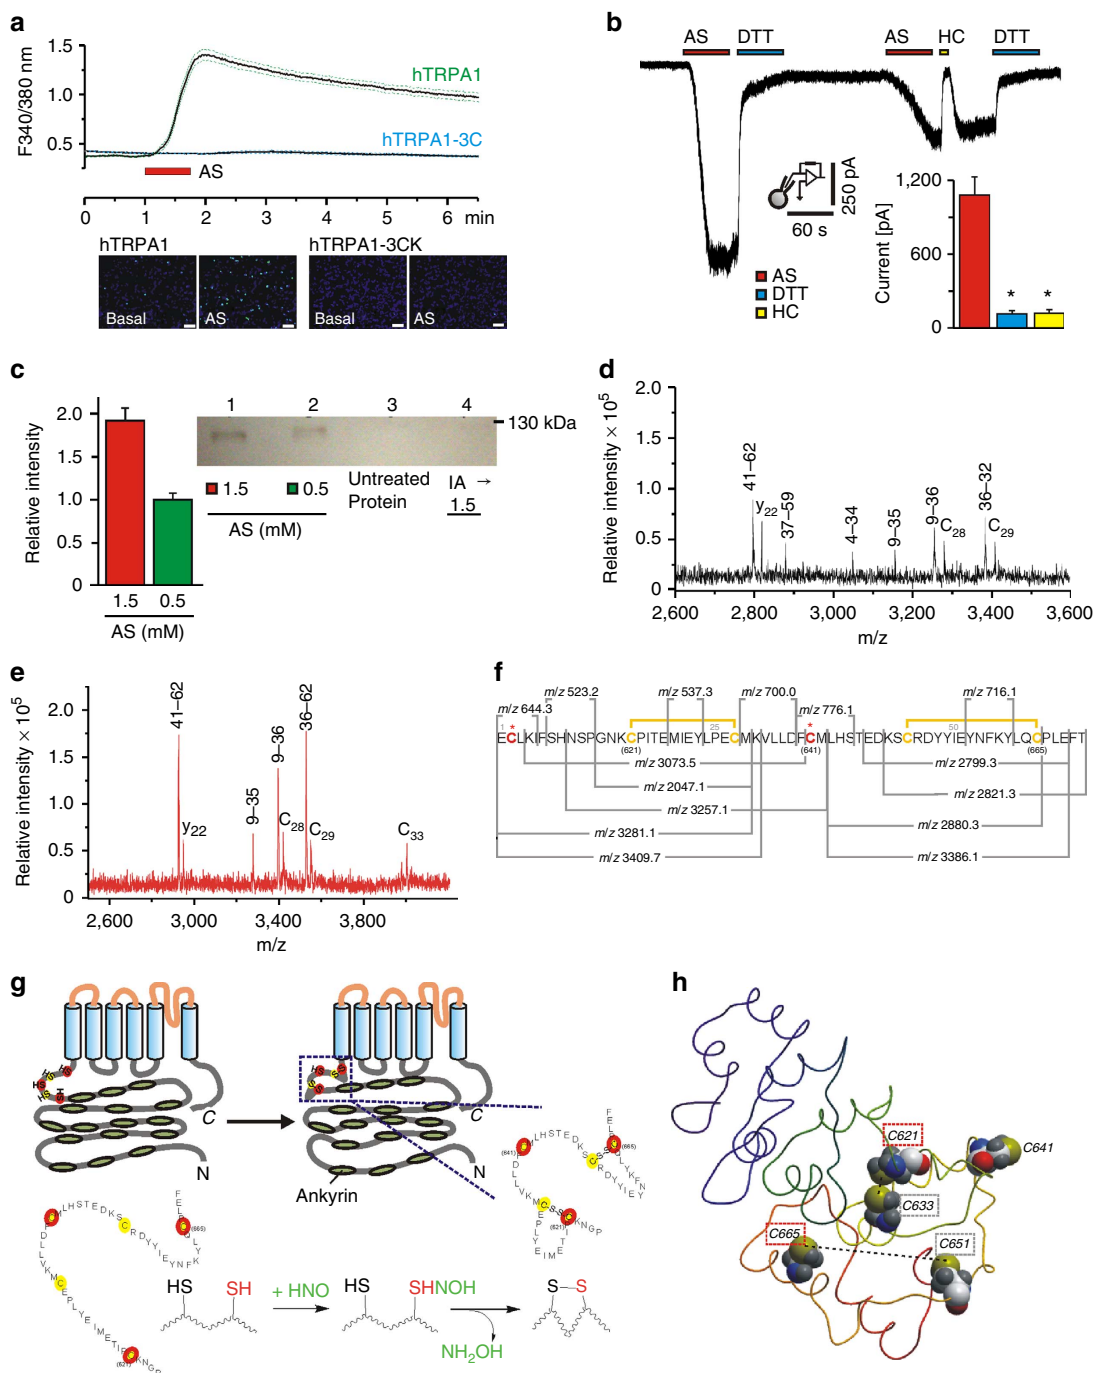 a
F340/380 nm
1.5
1.0
0.5
hTRPA1
hTRPA1-3C
AS
0 1 2 3 4 5 6 min
hTRPA1 hTRPA1-3CK
Basal AS Basal AS
b
AS DTT AS HC DTT
250 pA
60 s
AS
DTT
HC
Current [pA]
1,200
600
0
* *
c
Relative intensity
2.0
1.5
1.0
0.5
0
1.5 0.5
AS (mM)
1 2 3 4
130 kDa
1.5 0.5
AS (mM)
Untreated
Protein
IA →
1.5
d
Relative intensity × 10⁵
2.0
1.5
1.0
0.5
0
41–62
y22
37–59
4–34
9–35
9–36
C28
36–32
C29
2,600 2,800 3,000 3,200 3,400 3,600
m/z
e
Relative intensity × 10⁵
2.0
1.5
1.0
0.5
0
41–62
y22
9–35
9–36
C28
36–62
C29
C33
2,600 3,000 3,400 3,800
m/z
f
m/z 523.2 m/z 537.3 m/z 700.0 m/z 716.1
m/z 644.3 m/z 776.1
1 25 50
* *
ECLKIFSHNSPGNKCPITEMIEYLPECMKVLLDFCMLHSTEDKSCRDYYIEYNFKYLQCPLEFT
(621) (641) (665)
m/z 3073.5 m/z 2799.3
m/z 2047.1 m/z 2821.3
m/z 3257.1
m/z 3281.1 m/z 2880.3
m/z 3409.7 m/z 3386.1
g
C
N
C
N
Ankyrin
(641)
(665)
(621)
(665)
(621)
HS SH
+ HNO
HS SHNOH
NH2OH
S–S
h
C621
C641
C633
C665
C651